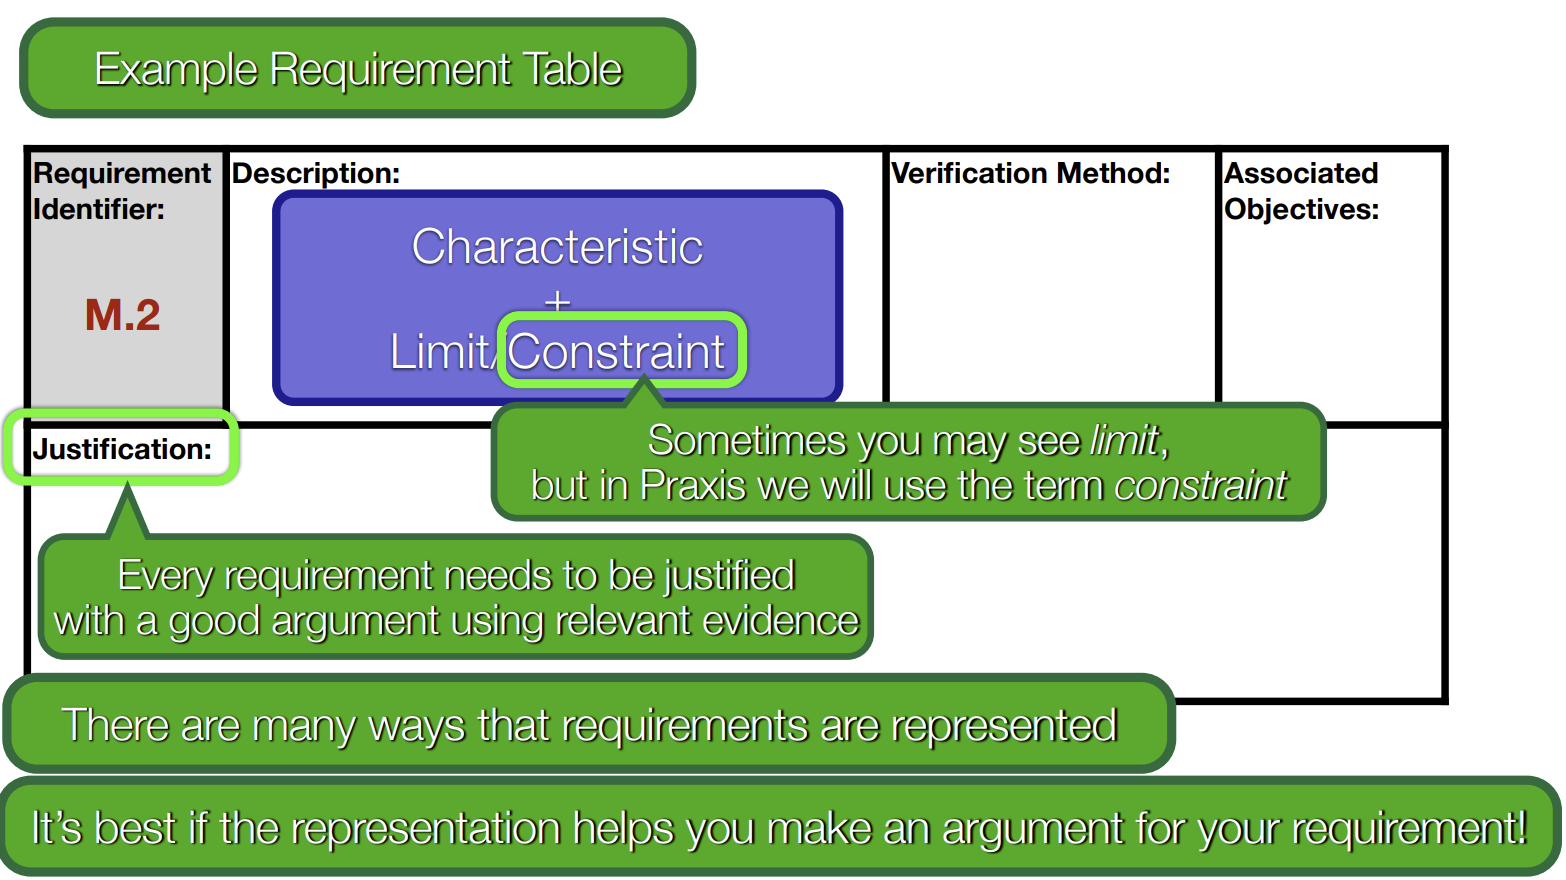 Example Requirement Table
Requirement
Identifier:
M.2
Description:
Characteristic
+
Limit/Constraint
Verification Method:
Associated
Objectives:
Sometimes you may see limit,
but in Praxis we will use the term constraint
Justification:
Every requirement needs to be justified
with a good argument using relevant evidence
There are many ways that requirements are represented
It's best if the representation helps you make an argument for your requirement!